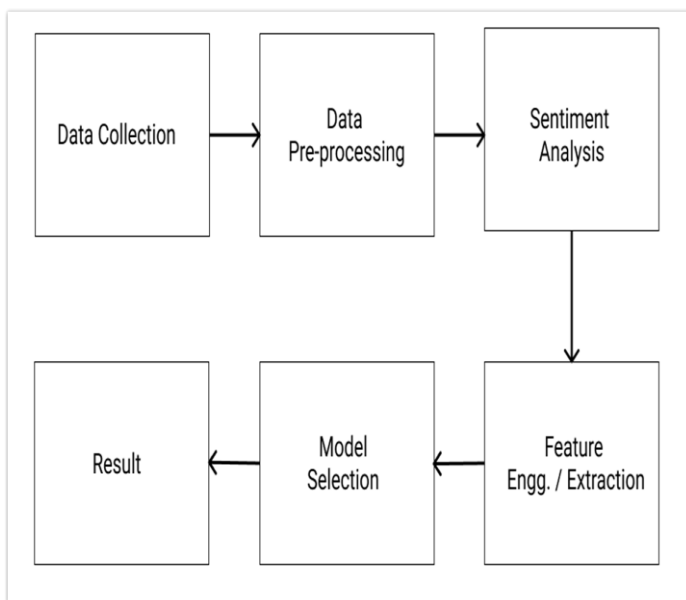 Data Collection
Data
Pre-processing
Sentiment
Analysis
Feature
Engg. / Extraction
Model
Selection
Result